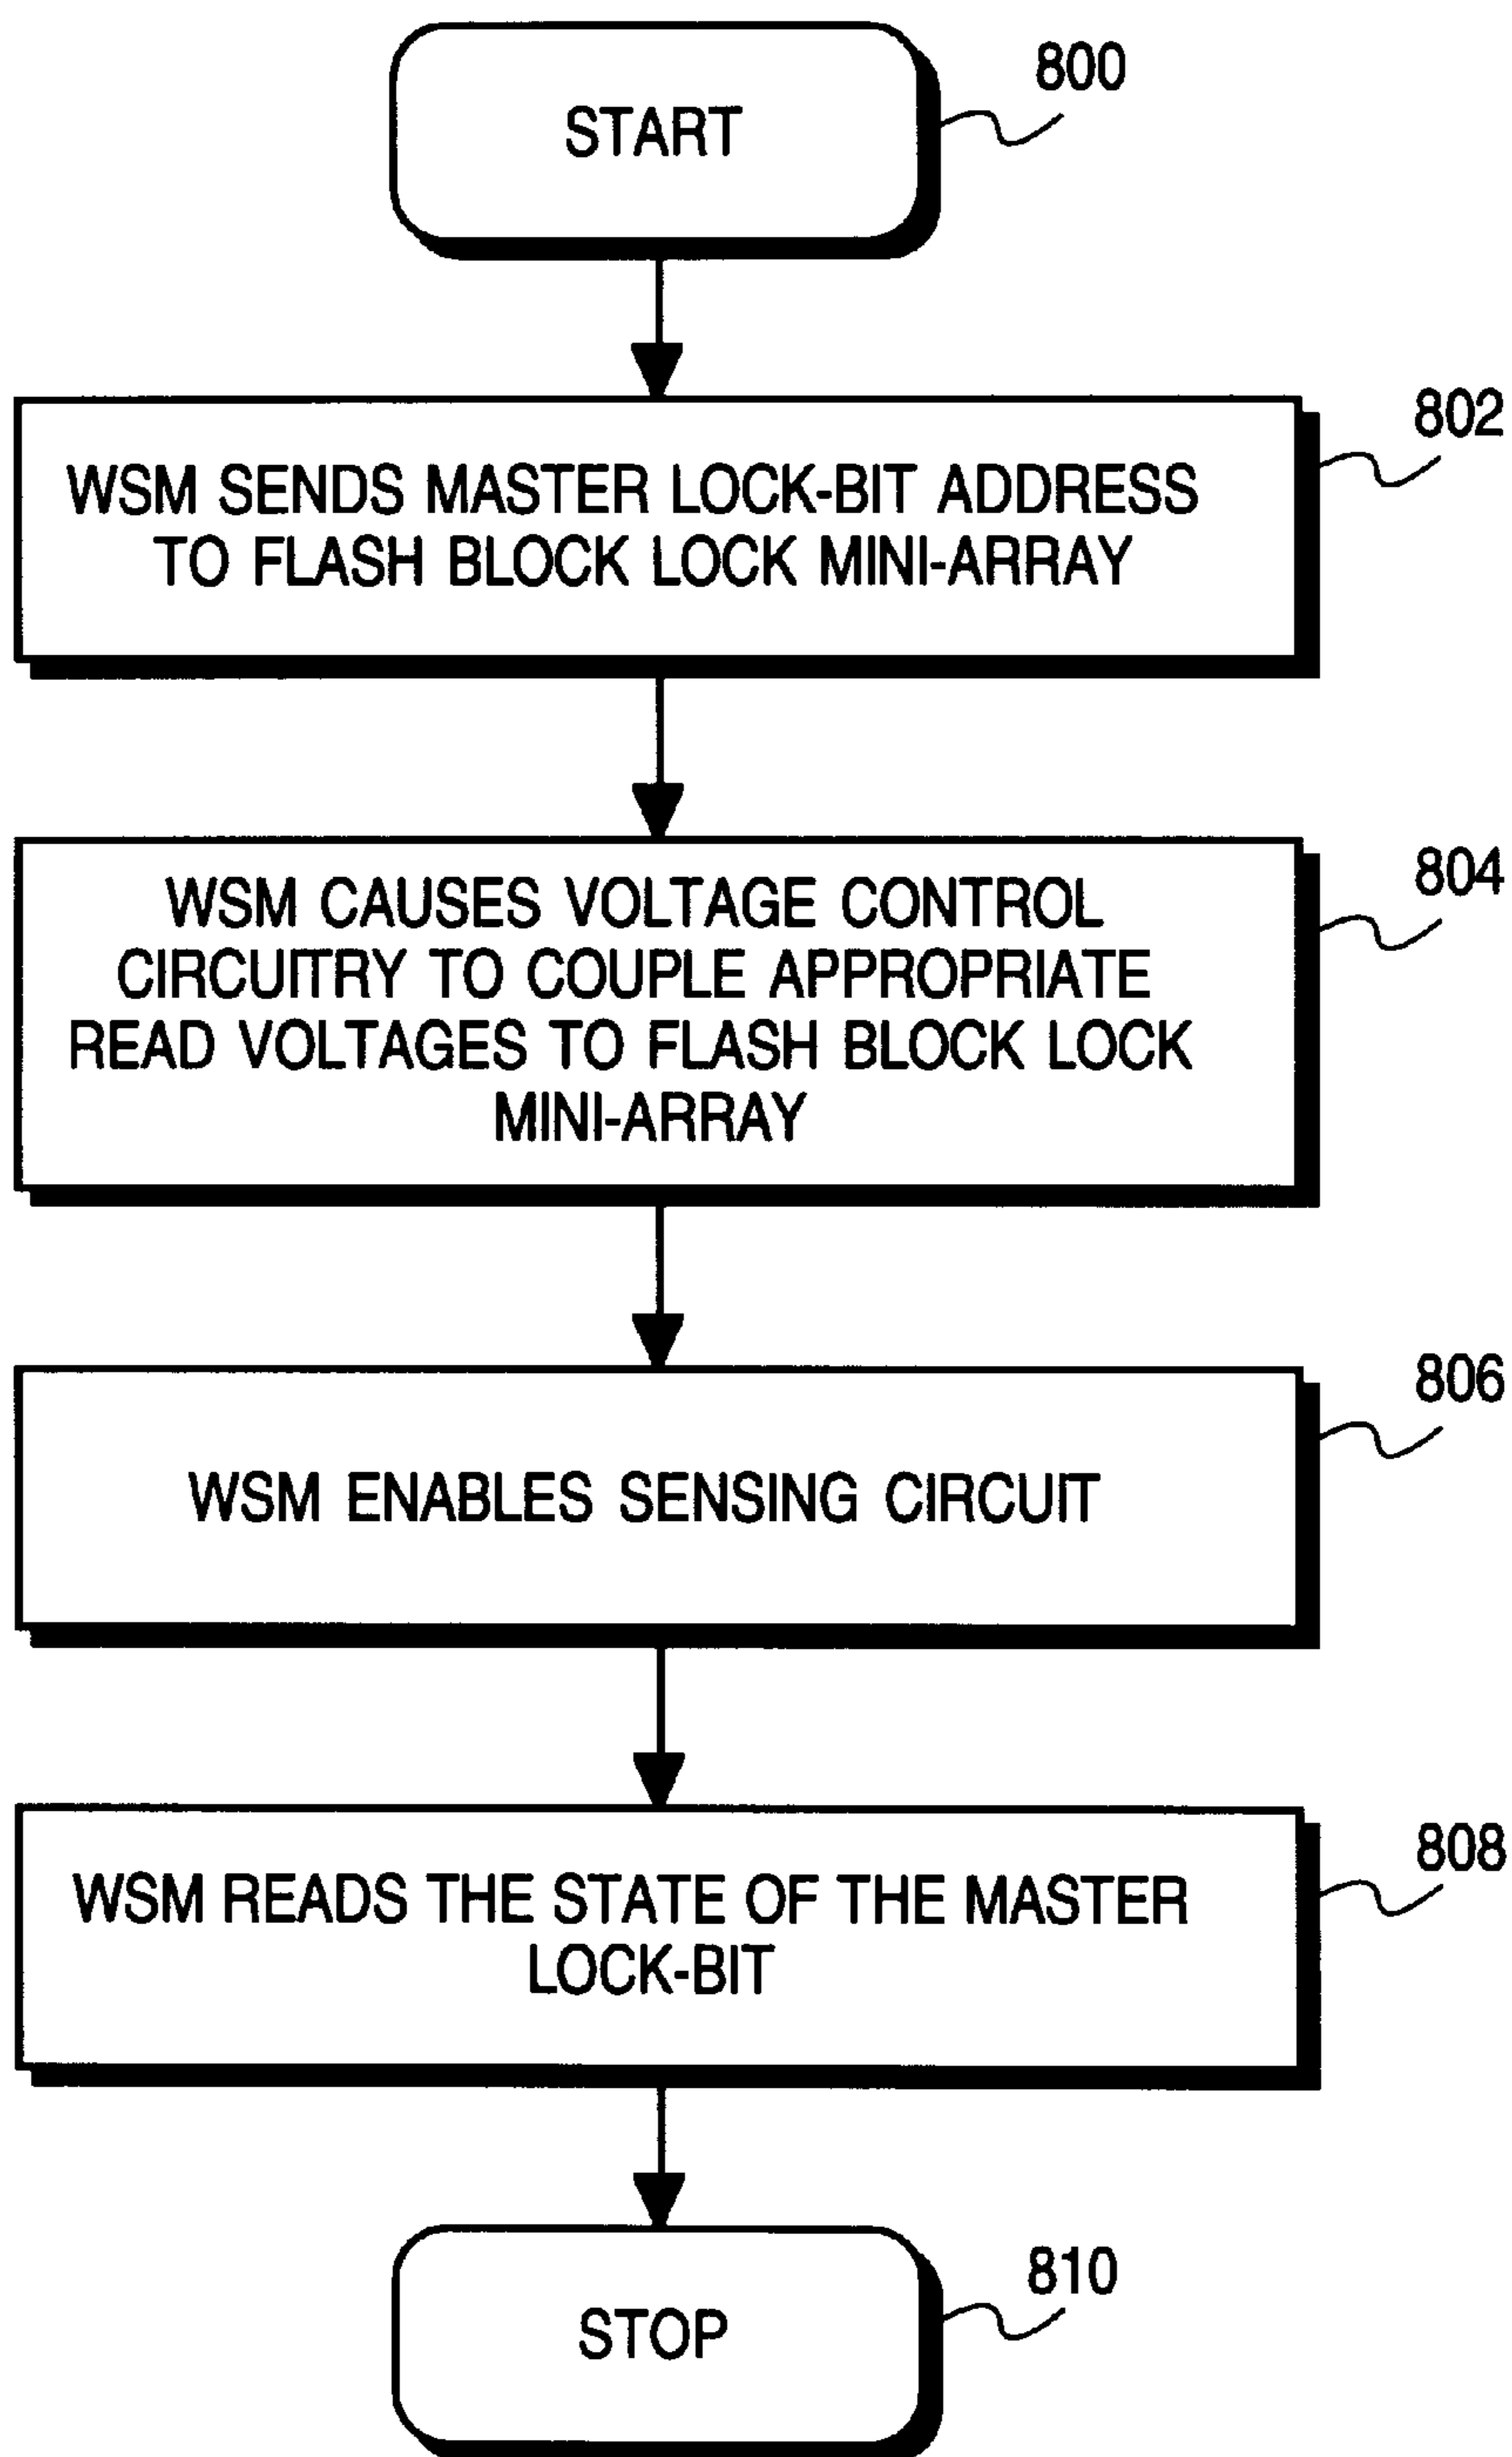 START
800
WSM SENDS MASTER LOCK-BIT ADDRESS
TO FLASH BLOCK LOCK MINI-ARRAY
802
WSM CAUSES VOLTAGE CONTROL
CIRCUITRY TO COUPLE APPROPRIATE
READ VOLTAGES TO FLASH BLOCK LOCK
MINI-ARRAY
804
WSM ENABLES SENSING CIRCUIT
806
WSM READS THE STATE OF THE MASTER
LOCK-BIT
808
STOP
810